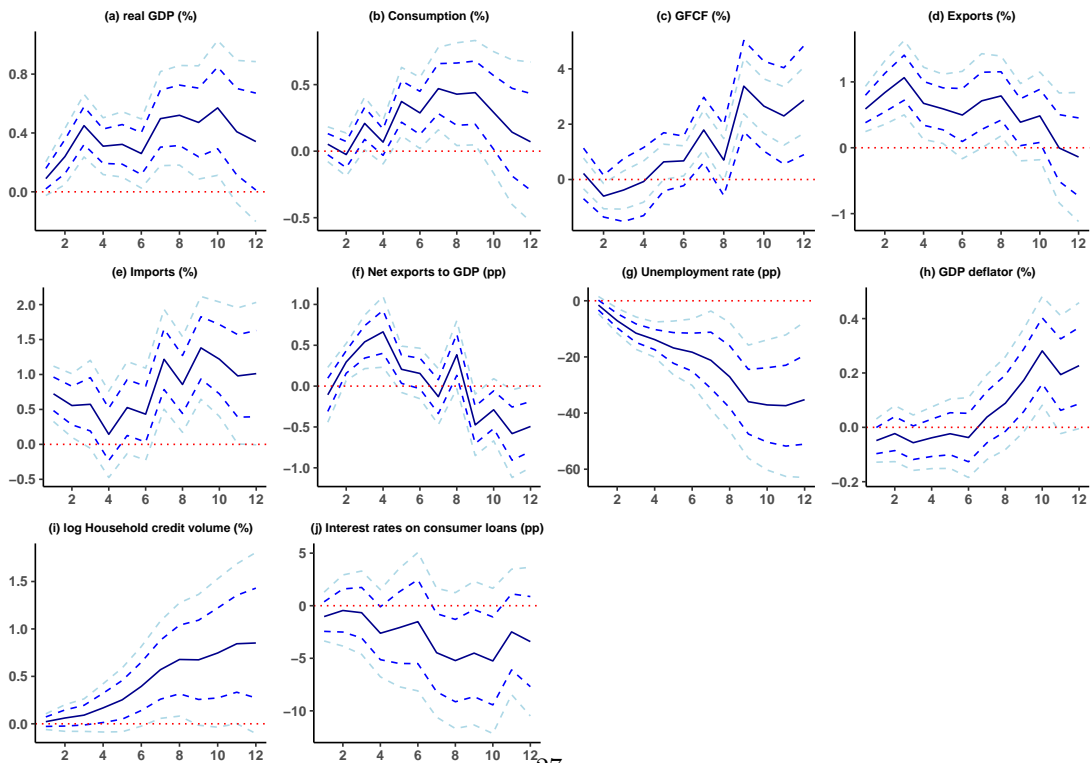 (a) real GDP (%)
0.8
0.4
0.0
2 4 6 8 10 12
(b) Consumption (%)
0.5
0.0
−0.5
2 4 6 8 10 12
(c) GFCF (%)
4
2
0
2 4 6 8 10 12
(d) Exports (%)
1
0
−1
2 4 6 8 10 12
(e) Imports (%)
2.0
1.5
1.0
0.5
0.0
−0.5
2 4 6 8 10 12
(f) Net exports to GDP (pp)
1.0
0.5
0.0
−0.5
−1.0
2 4 6 8 10 12
(g) Unemployment rate (pp)
0
−20
−40
−60
2 4 6 8 10 12
(h) GDP deflator (%)
0.4
0.2
0.0
−0.2
2 4 6 8 10 12
(i) log Household credit volume (%)
1.5
1.0
0.5
0.0
2 4 6 8 10 12
(j) Interest rates on consumer loans (pp)
5
0
−5
−10
2 4 6 8 10 12
27